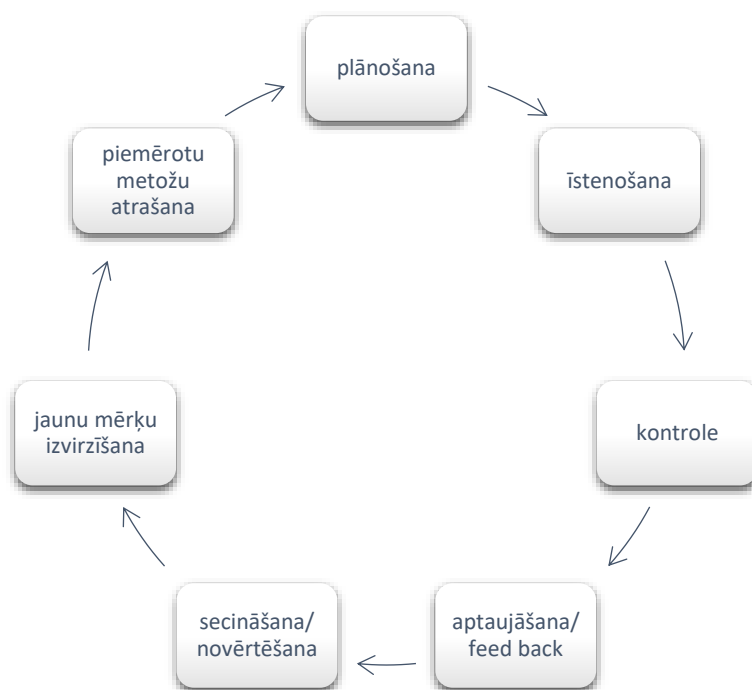 plānošana
īstenošana
kontrole
aptaujāšana/
feed back
secināšana/
novērtēšana
jaunu mērķu
izvirzīšana
piemērotu
metožu
atrašana